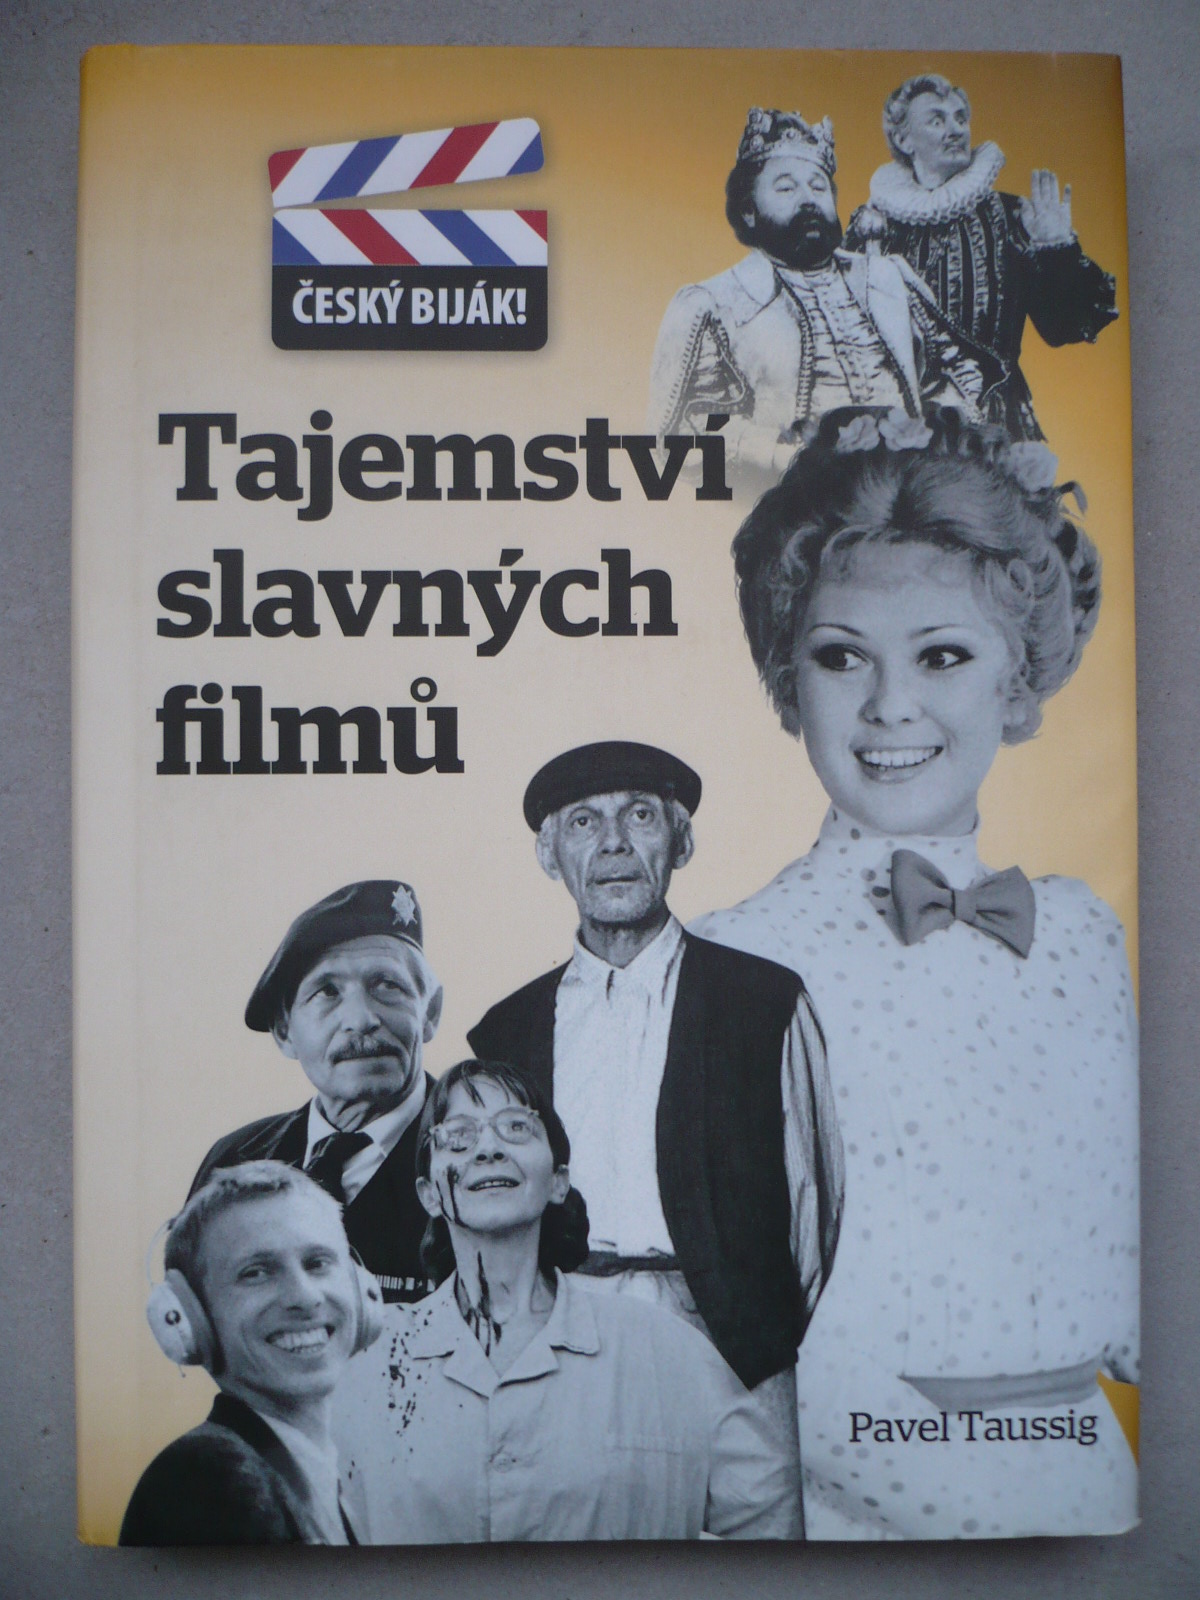 ČESKÝ BIJÁK!
Tajemství
slavných
filmů
Pavel Taussig